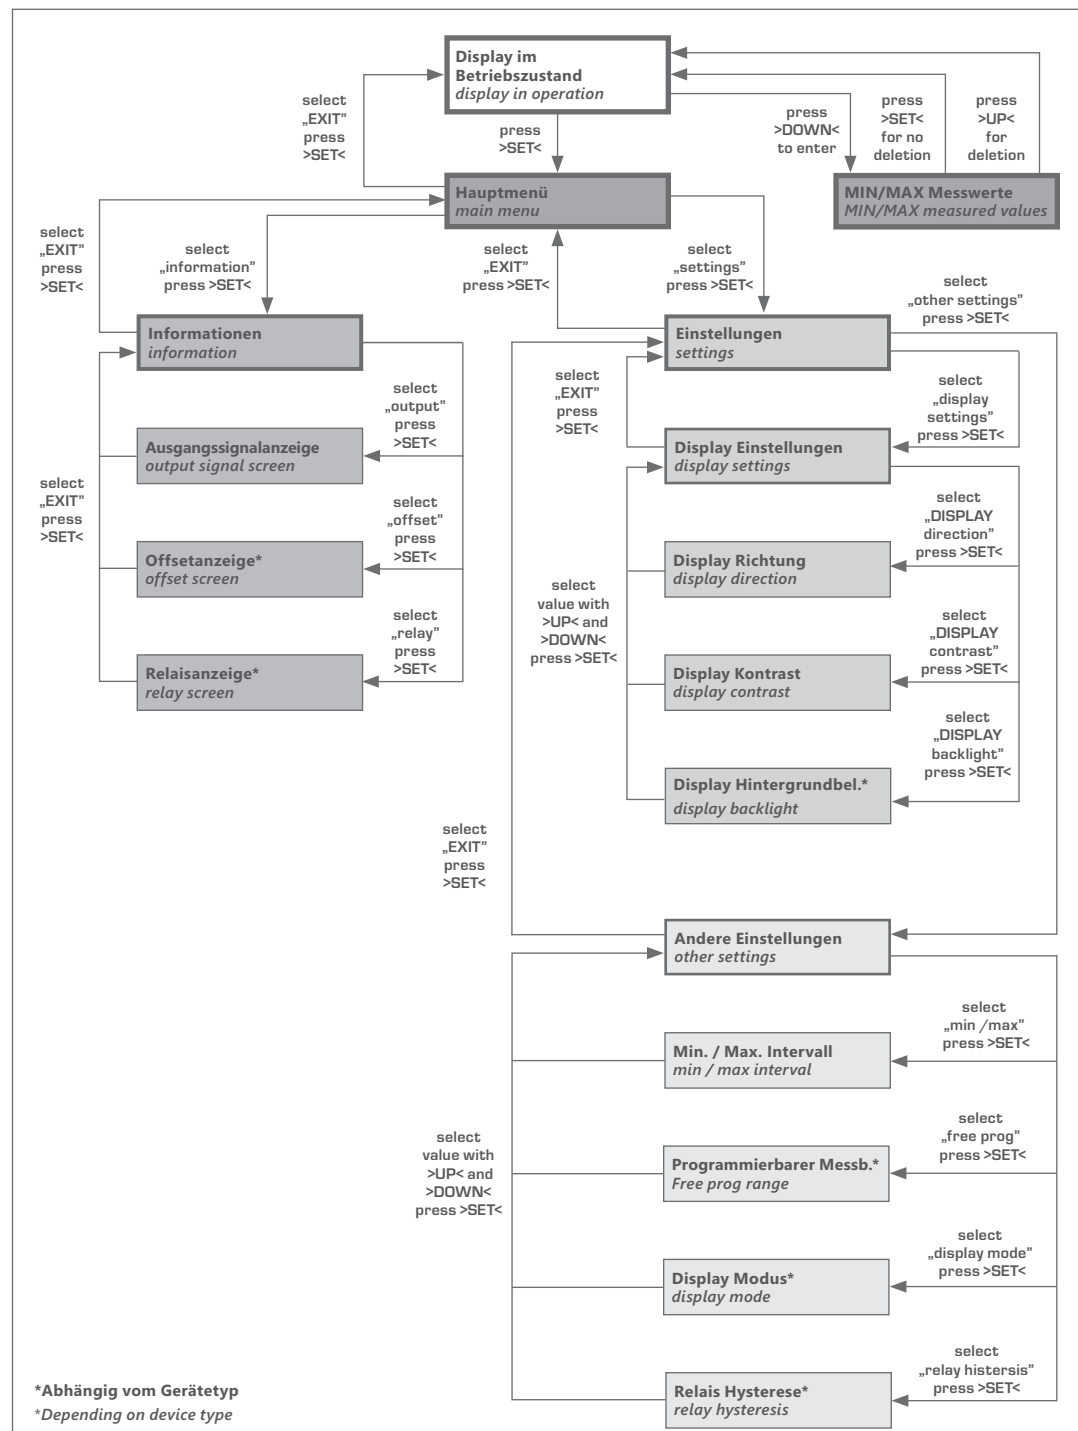 Display im
Betriebszustand
display in operation
select
„EXIT”
press
>SET<
press
>SET<
press
>DOWN<
to enter
press
>SET<
for no
deletion
press
>UP<
for
deletion
Hauptmenü
main menu
MIN/MAX Messwerte
MIN/MAX measured values
select
„EXIT”
press
>SET<
select
„information”
press >SET<
select
„EXIT”
press >SET<
select
„settings”
press >SET<
select
„other settings”
press >SET<
Informationen
information
Einstellungen
settings
select
„output”
press
>SET<
select
„EXIT”
press
>SET<
select
„display
settings”
press >SET<
Ausgangssignalanzeige
output signal screen
Display Einstellungen
display settings
select
„EXIT”
press
>SET<
select
„offset”
press
>SET<
select
„DISPLAY
direction”
press >SET<
Offsetanzeige*
offset screen
Display Richtung
display direction
select
value with
>UP< and
>DOWN<
press >SET<
select
„relay”
press
>SET<
select
„DISPLAY
contrast”
press >SET<
Relaisanzeige*
relay screen
Display Kontrast
display contrast
select
„DISPLAY
backlight”
press >SET<
Display Hintergrundbel.*
display backlight
select
„EXIT”
press
>SET<
Andere Einstellungen
other settings
select
„min /max”
press >SET<
Min. / Max. Intervall
min / max interval
select
„free prog”
press >SET<
select
value with
>UP< and
>DOWN<
press >SET<
Programmierbarer Messb.*
Free prog range
select
„display mode”
press >SET<
Display Modus*
display mode
select
„relay histersis”
press >SET<
Relais Hysterese*
relay hysteresis
*Abhängig vom Gerätetyp
*Depending on device type